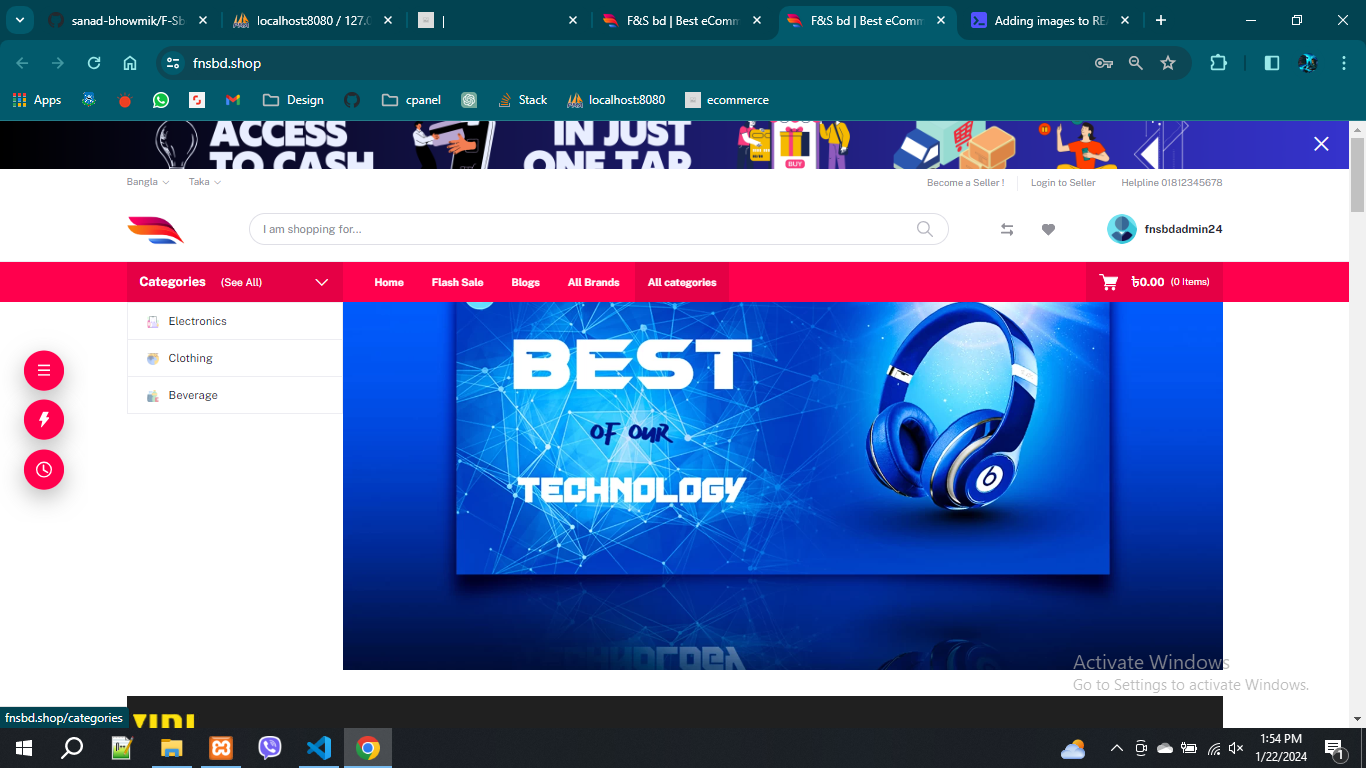 sanad-bhowmik/F-Sb
localhost:8080 / 127.0
|
F&S bd | Best eComm
F&S bd | Best eComm
Adding images to RE
fnsbd.shop
Apps
Design
cpanel
Stack
localhost:8080
ecommerce
ACCESS
TO CASH
IN JUST
ONE TAP
BUY
Bangla
Taka
Become a Seller !
Login to Seller
Helpline 01812345678
I am shopping for...
fnsbdadmin24
Categories (See All)
Home
Flash Sale
Blogs
All Brands
All categories
৳0.00 (0 Items)
Electronics
Clothing
Beverage
BEST
OF OUR
TECHNOLOGY
Activate Windows
Go to Settings to activate Windows.
fnsbd.shop/categories
1:54 PM
1/22/2024
1